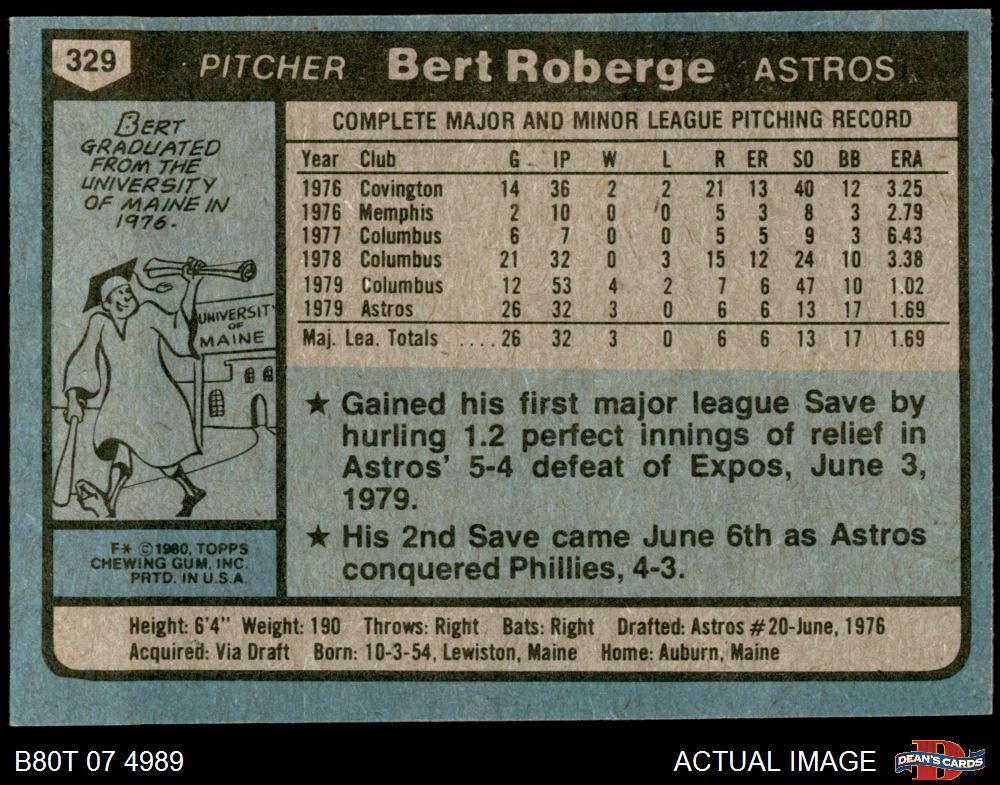 329
PITCHER Bert Roberge ASTROS
BERT
GRADUATED
FROM THE
UNIVERSITY
OF MAINE IN
1976.
UNIVERSITY
OF
MAINE
F* © 1980, TOPPS
CHEWING GUM, INC.
PRTD. IN U.S.A.
COMPLETE MAJOR AND MINOR LEAGUE PITCHING RECORD
Year Club G IP W L R ER SO BB ERA
1976 Covington 14 36 2 2 21 13 40 12 3.25
1976 Memphis 2 10 0 0 5 3 8 3 2.79
1977 Columbus 6 7 0 0 5 5 9 3 6.43
1978 Columbus 21 32 0 3 15 12 24 10 3.38
1979 Columbus 12 53 4 2 7 6 47 10 1.02
1979 Astros 26 32 3 0 6 6 13 17 1.69
Maj. Lea. Totals .... 26 32 3 0 6 6 13 17 1.69
★ Gained his first major league Save by
hurling 1.2 perfect innings of relief in
Astros' 5-4 defeat of Expos, June 3,
1979.
★ His 2nd Save came June 6th as Astros
conquered Phillies, 4-3.
Height: 6'4" Weight: 190 Throws: Right Bats: Right Drafted: Astros #20-June, 1976
Acquired: Via Draft Born: 10-3-54, Lewiston, Maine Home: Auburn, Maine
B80T 07 4989
ACTUAL IMAGE
D
DEAN'S CARDS